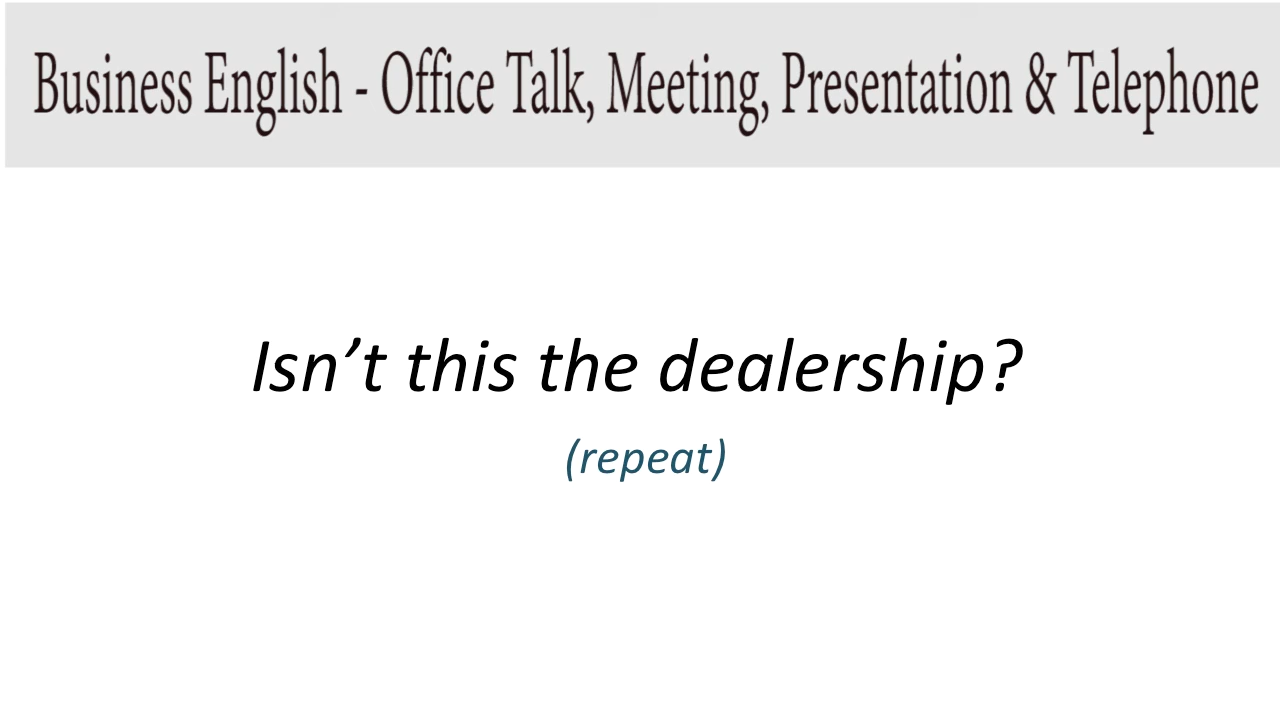 Business English - Office Talk, Meeting, Presentation & Telephone
Isn’t this the dealership?
(repeat)